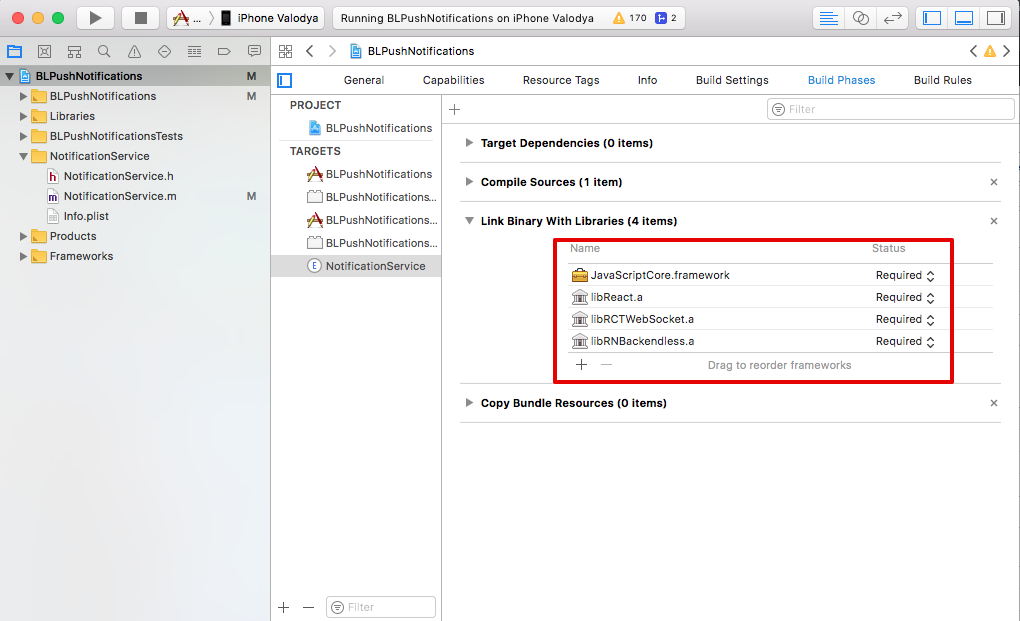 ... iPhone Valodya
Running BLPushNotifications on iPhone Valodya 170 2
BLPushNotifications
BLPushNotifications M
BLPushNotifications M
Libraries
BLPushNotificationsTests
NotificationService
h NotificationService.h
m NotificationService.m M
Info.plist
Products
Frameworks
General Capabilities Resource Tags Info Build Settings Build Phases Build Rules
PROJECT
BLPushNotifications
TARGETS
BLPushNotifications
BLPushNotifications...
BLPushNotifications...
BLPushNotifications...
E NotificationService
Filter
Filter
Target Dependencies (0 items)
Compile Sources (1 item)
Link Binary With Libraries (4 items)
Name Status
JavaScriptCore.framework Required
libReact.a Required
libRCTWebSocket.a Required
libRNBackendless.a Required
Drag to reorder frameworks
Copy Bundle Resources (0 items)